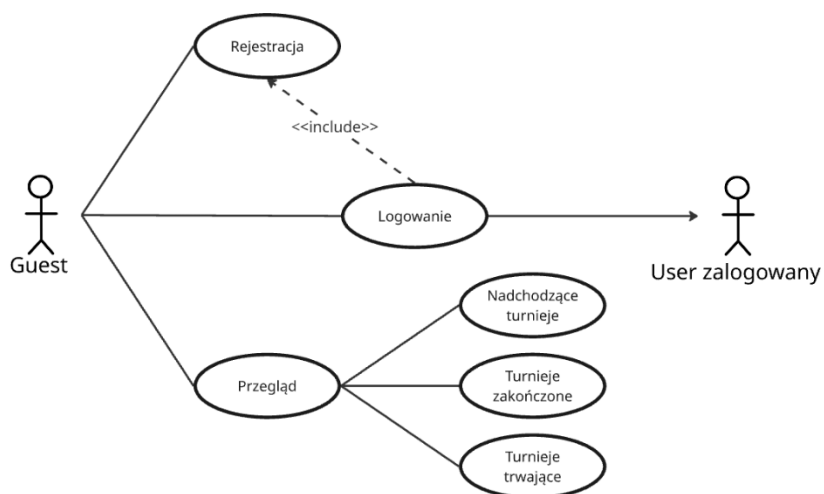 Rejestracja
<<include>>
Logowanie
Guest
User zalogowany
Nadchodzące
turnieje
Przegląd
Turnieje
zakończone
Turnieje
trwające